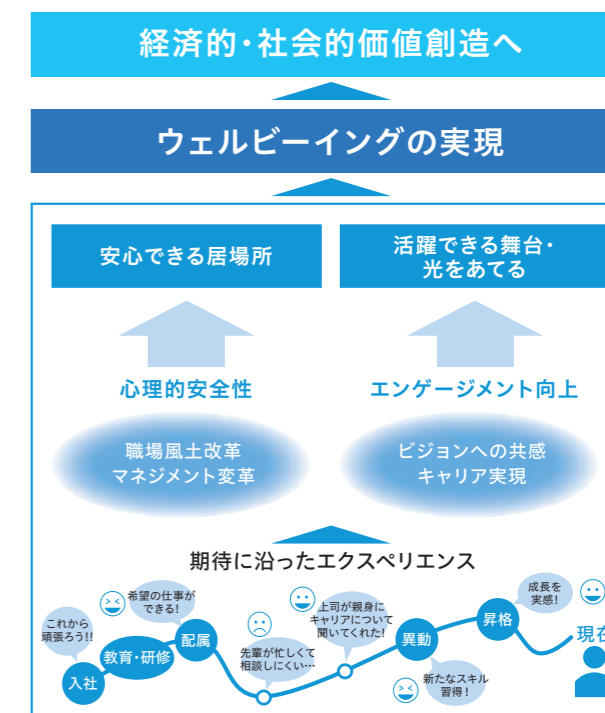 経済的・社会的価値創造へ
ウェルビーイングの実現
安心できる居場所
活躍できる舞台・
光をあてる
心理的安全性
エンゲージメント向上
職場風土改革
マネジメント変革
ビジョンへの共感
キャリア実現
期待に沿ったエクスペリエンス
これから
頑張ろう!!
入社
教育・研修
希望の仕事が
できる!
配属
先輩が忙しくて
相談しにくい…
上司が親身に
キャリアについて
聞いてくれた!
異動
新たなスキル
習得!
昇格
成長を
実感!
現在